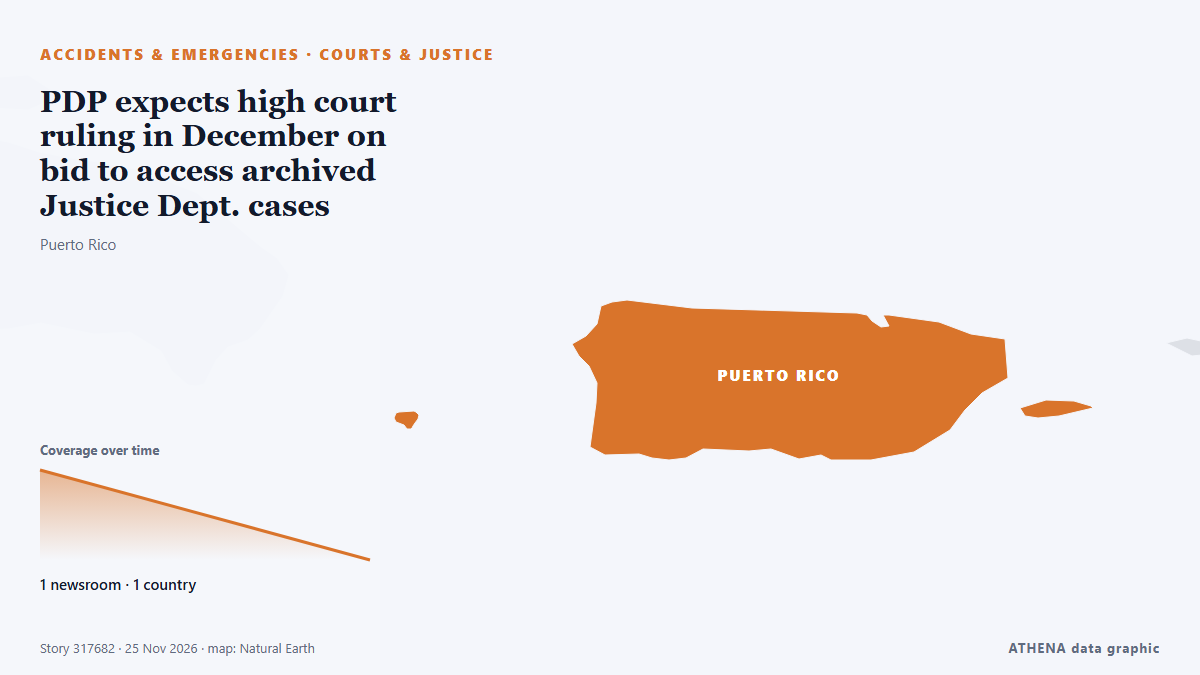 ACCIDENTS & EMERGENCIES · COURTS & JUSTICE
PDP expects high court
ruling in December on
bid to access archived
Justice Dept. cases
Puerto Rico
PUERTO RICO
Coverage over time
1 newsroom · 1 country
Story 317682 · 25 Nov 2026 · map: Natural Earth
ATHENA data graphic